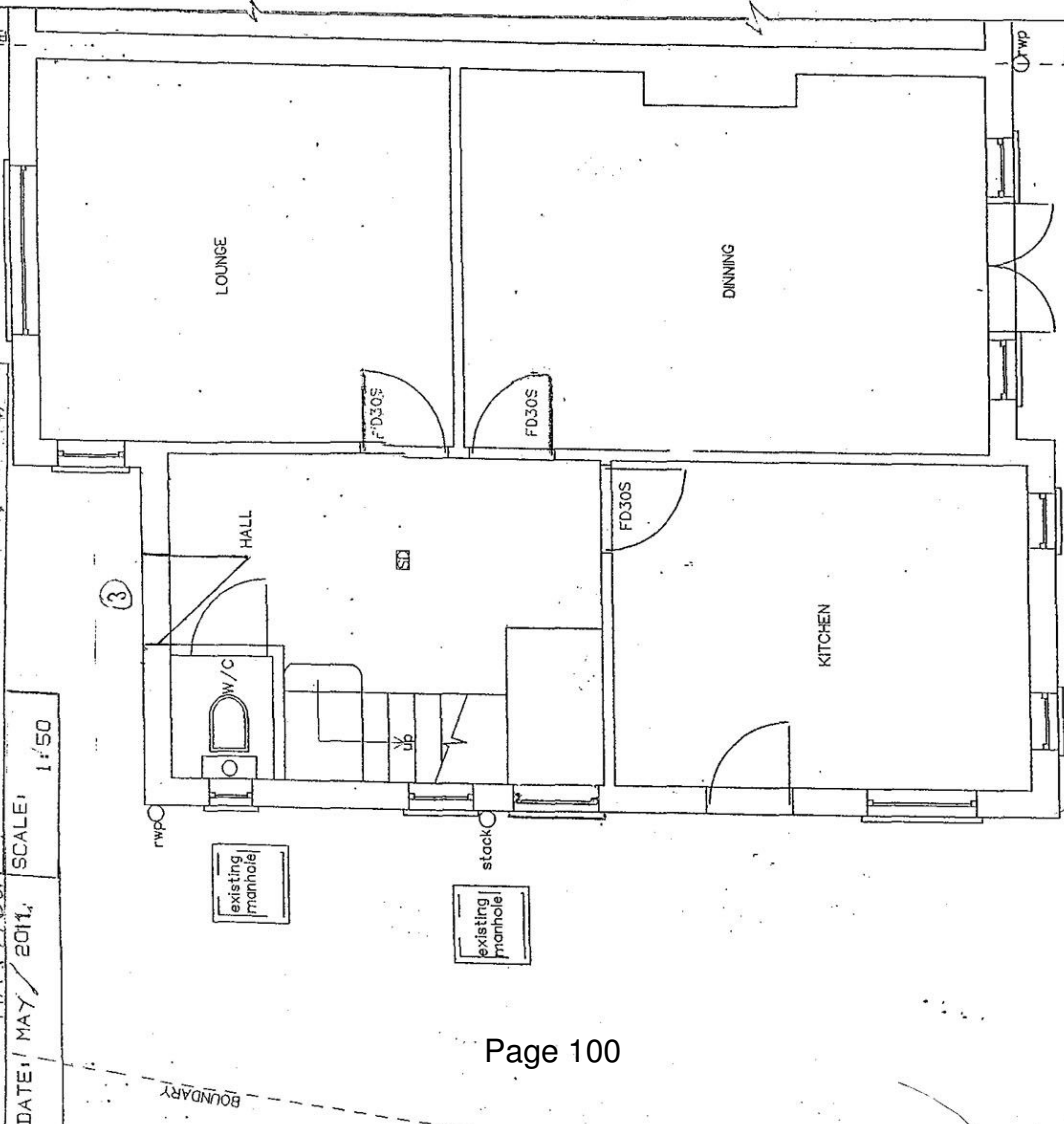 rwp
LOUNGE
DINNING
FD30S
FD30S
FD30S
HALL
SD
3
W/C
up
KITCHEN
rwp
stack
existing
manhole
existing
manhole
SCALE: 1:50
DATE: MAY / 2011.
BOUNDARY
Page 100